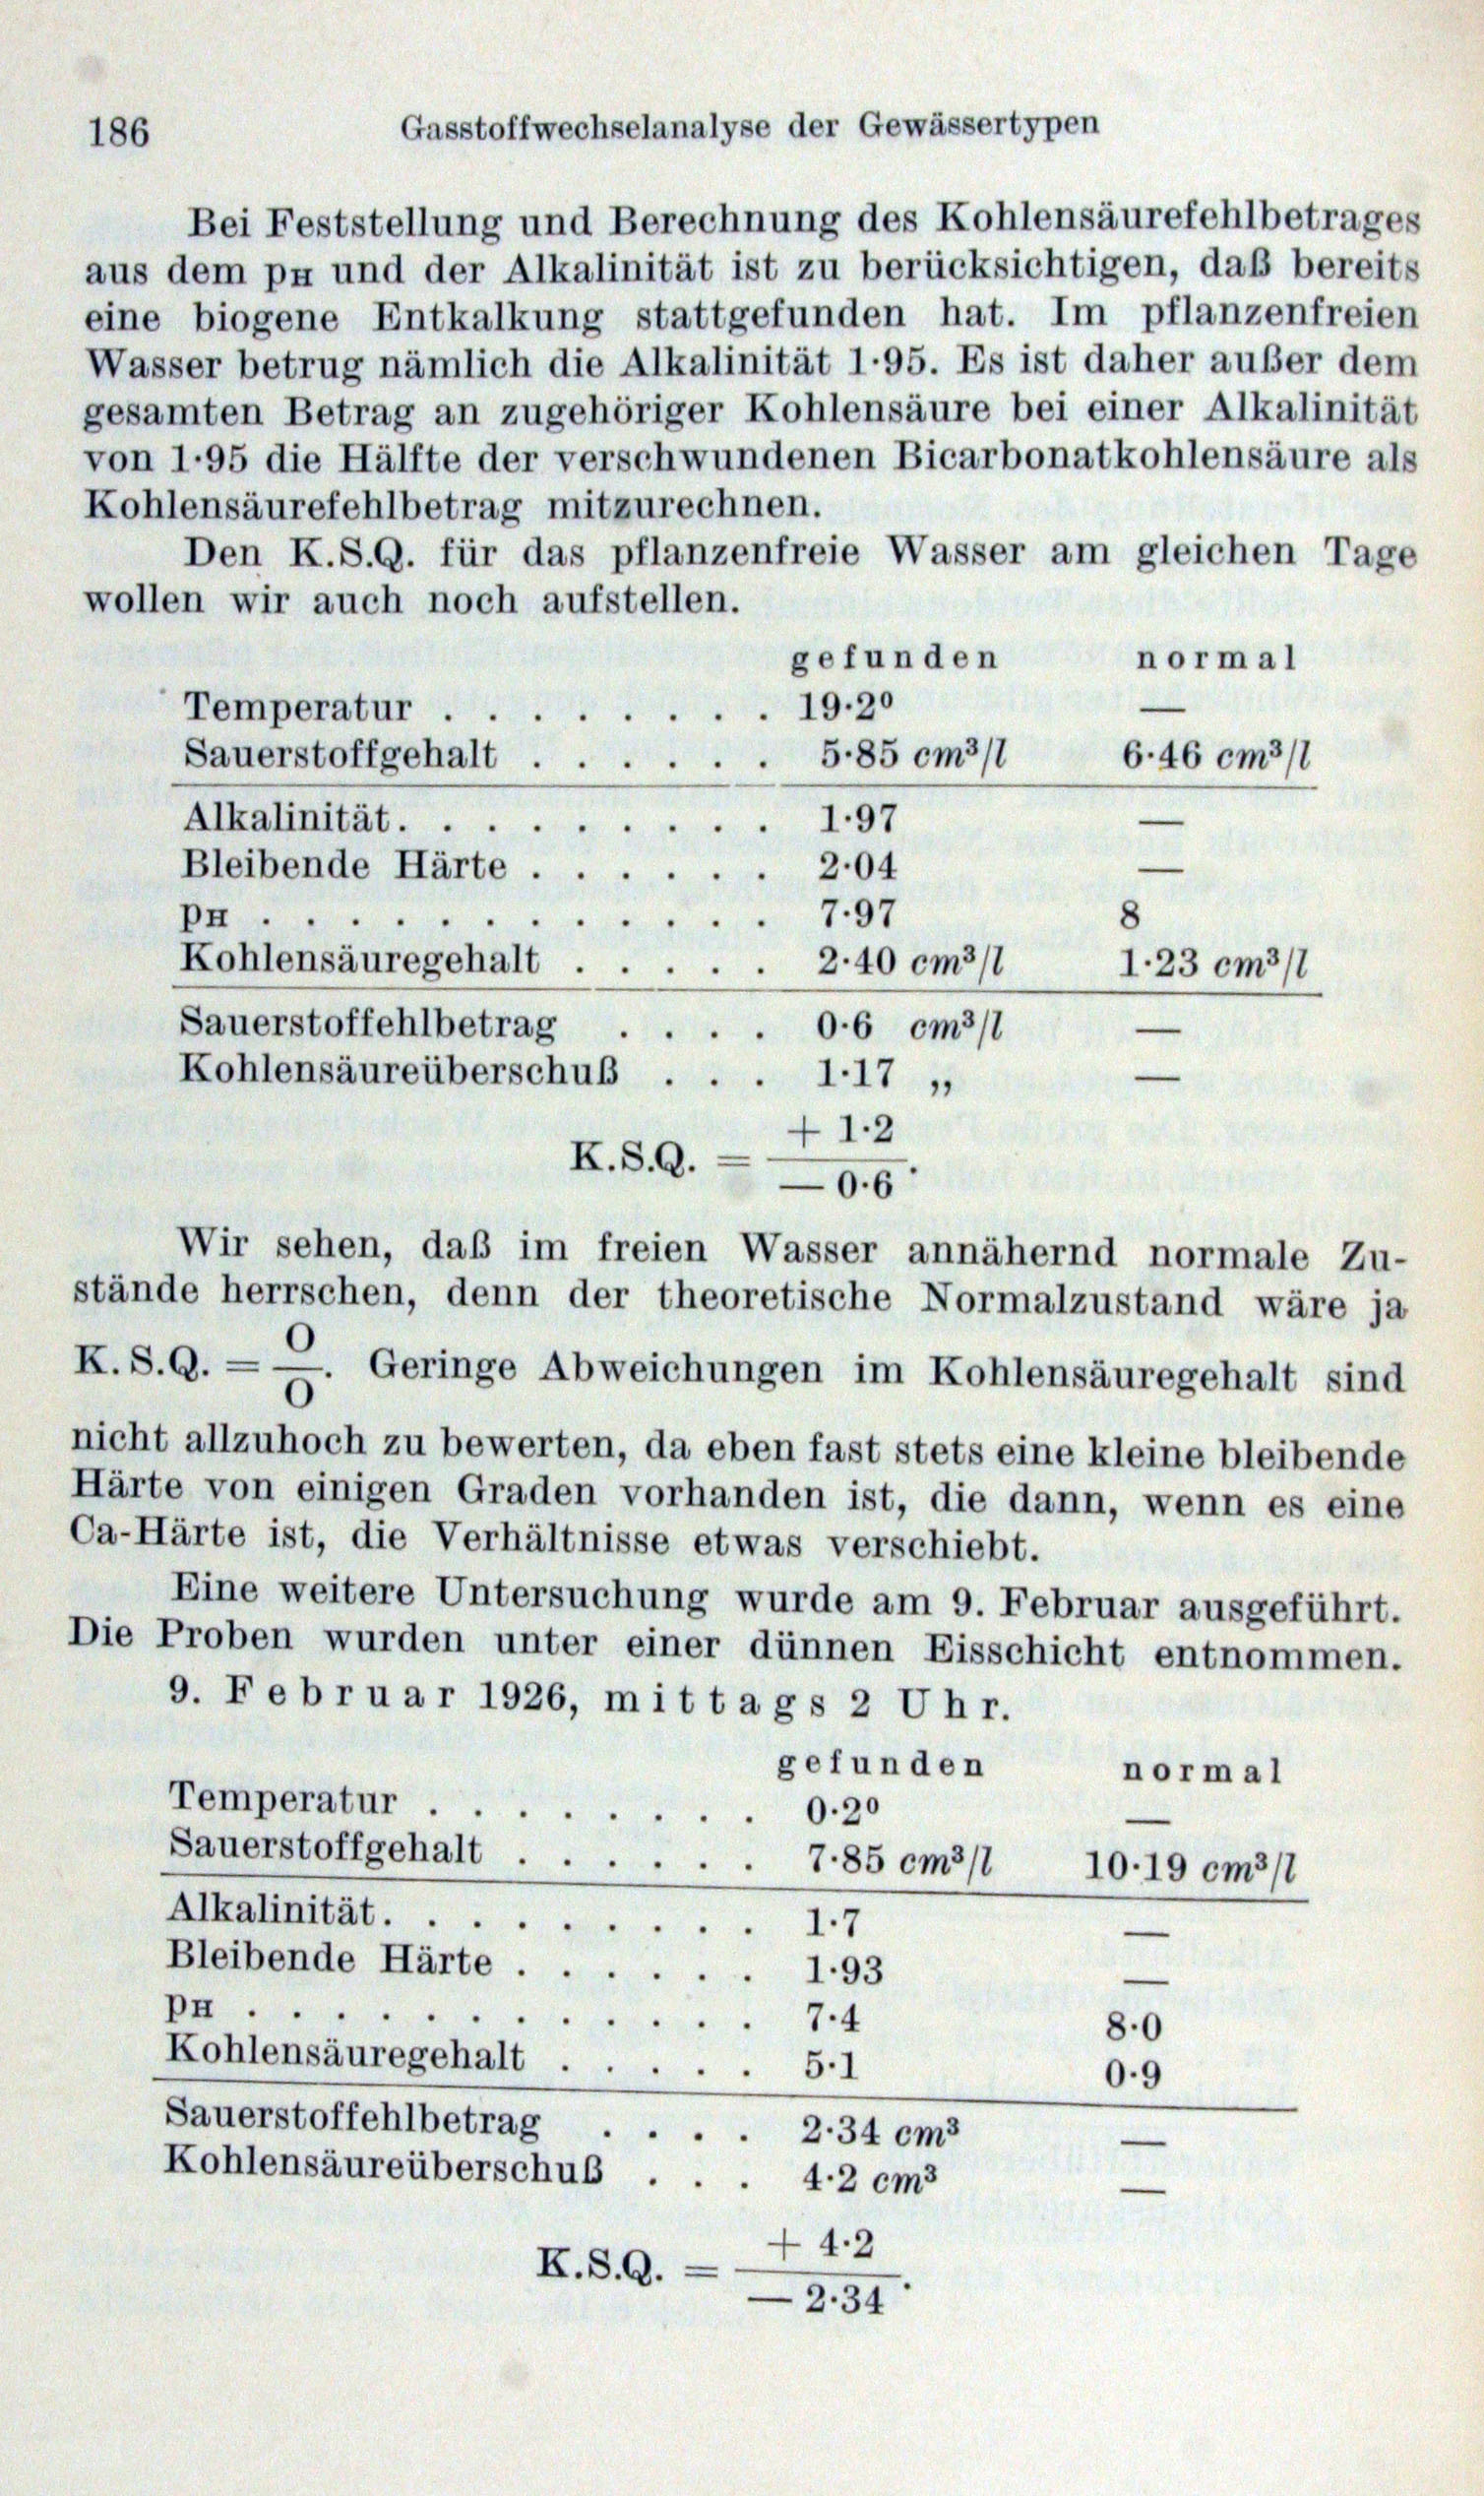 186
Gasstoffwechselanalyse der Gewässertypen
Bei Feststellung und Berechnung des Kohlensäurefehlbetrages
aus dem pH und der Alkalinität ist zu berücksichtigen, daß bereits
eine biogene Entkalkung stattgefunden hat. Im pflanzenfreien
Wasser betrug nämlich die Alkalinität 1·95. Es ist daher außer dem
gesamten Betrag an zugehöriger Kohlensäure bei einer Alkalinität
von 1·95 die Hälfte der verschwundenen Bicarbonatkohlensäure als
Kohlensäurefehlbetrag mitzurechnen.
Den K.S.Q. für das pflanzenfreie Wasser am gleichen Tage
wollen wir auch noch aufstellen.
gefunden normal
Temperatur . . . . . . . . 19·2⁰ —
Sauerstoffgehalt . . . . . . 5·85 cm³/l 6·46 cm³/l
Alkalinität. . . . . . . . . 1·97 —
Bleibende Härte . . . . . . 2·04 —
pH . . . . . . . . . . . . 7·97 8
Kohlensäuregehalt . . . . . 2·40 cm³/l 1·23 cm³/l
Sauerstoffehlbetrag . . . . 0·6 cm³/l —
Kohlensäureüberschuß . . . 1·17 „ —
+ 1·2
K.S.Q. = ———.
— 0·6
Wir sehen, daß im freien Wasser annähernd normale Zu-
stände herrschen, denn der theoretische Normalzustand wäre ja
K.S.Q. = 0/0. Geringe Abweichungen im Kohlensäuregehalt sind
nicht allzuhoch zu bewerten, da eben fast stets eine kleine bleibende
Härte von einigen Graden vorhanden ist, die dann, wenn es eine
Ca-Härte ist, die Verhältnisse etwas verschiebt.
Eine weitere Untersuchung wurde am 9. Februar ausgeführt.
Die Proben wurden unter einer dünnen Eisschicht entnommen.
9. Februar 1926, mittags 2 Uhr.
gefunden normal
Temperatur . . . . . . . . 0·2⁰ —
Sauerstoffgehalt . . . . . . 7·85 cm³/l 10·19 cm³/l
Alkalinität. . . . . . . . . 1·7 —
Bleibende Härte . . . . . . 1·93 —
pH . . . . . . . . . . . . 7·4 8·0
Kohlensäuregehalt . . . . . 5·1 0·9
Sauerstoffehlbetrag . . . . 2·34 cm³ —
Kohlensäureüberschuß . . . 4·2 cm³ —
+ 4·2
K.S.Q. = ———.
— 2·34